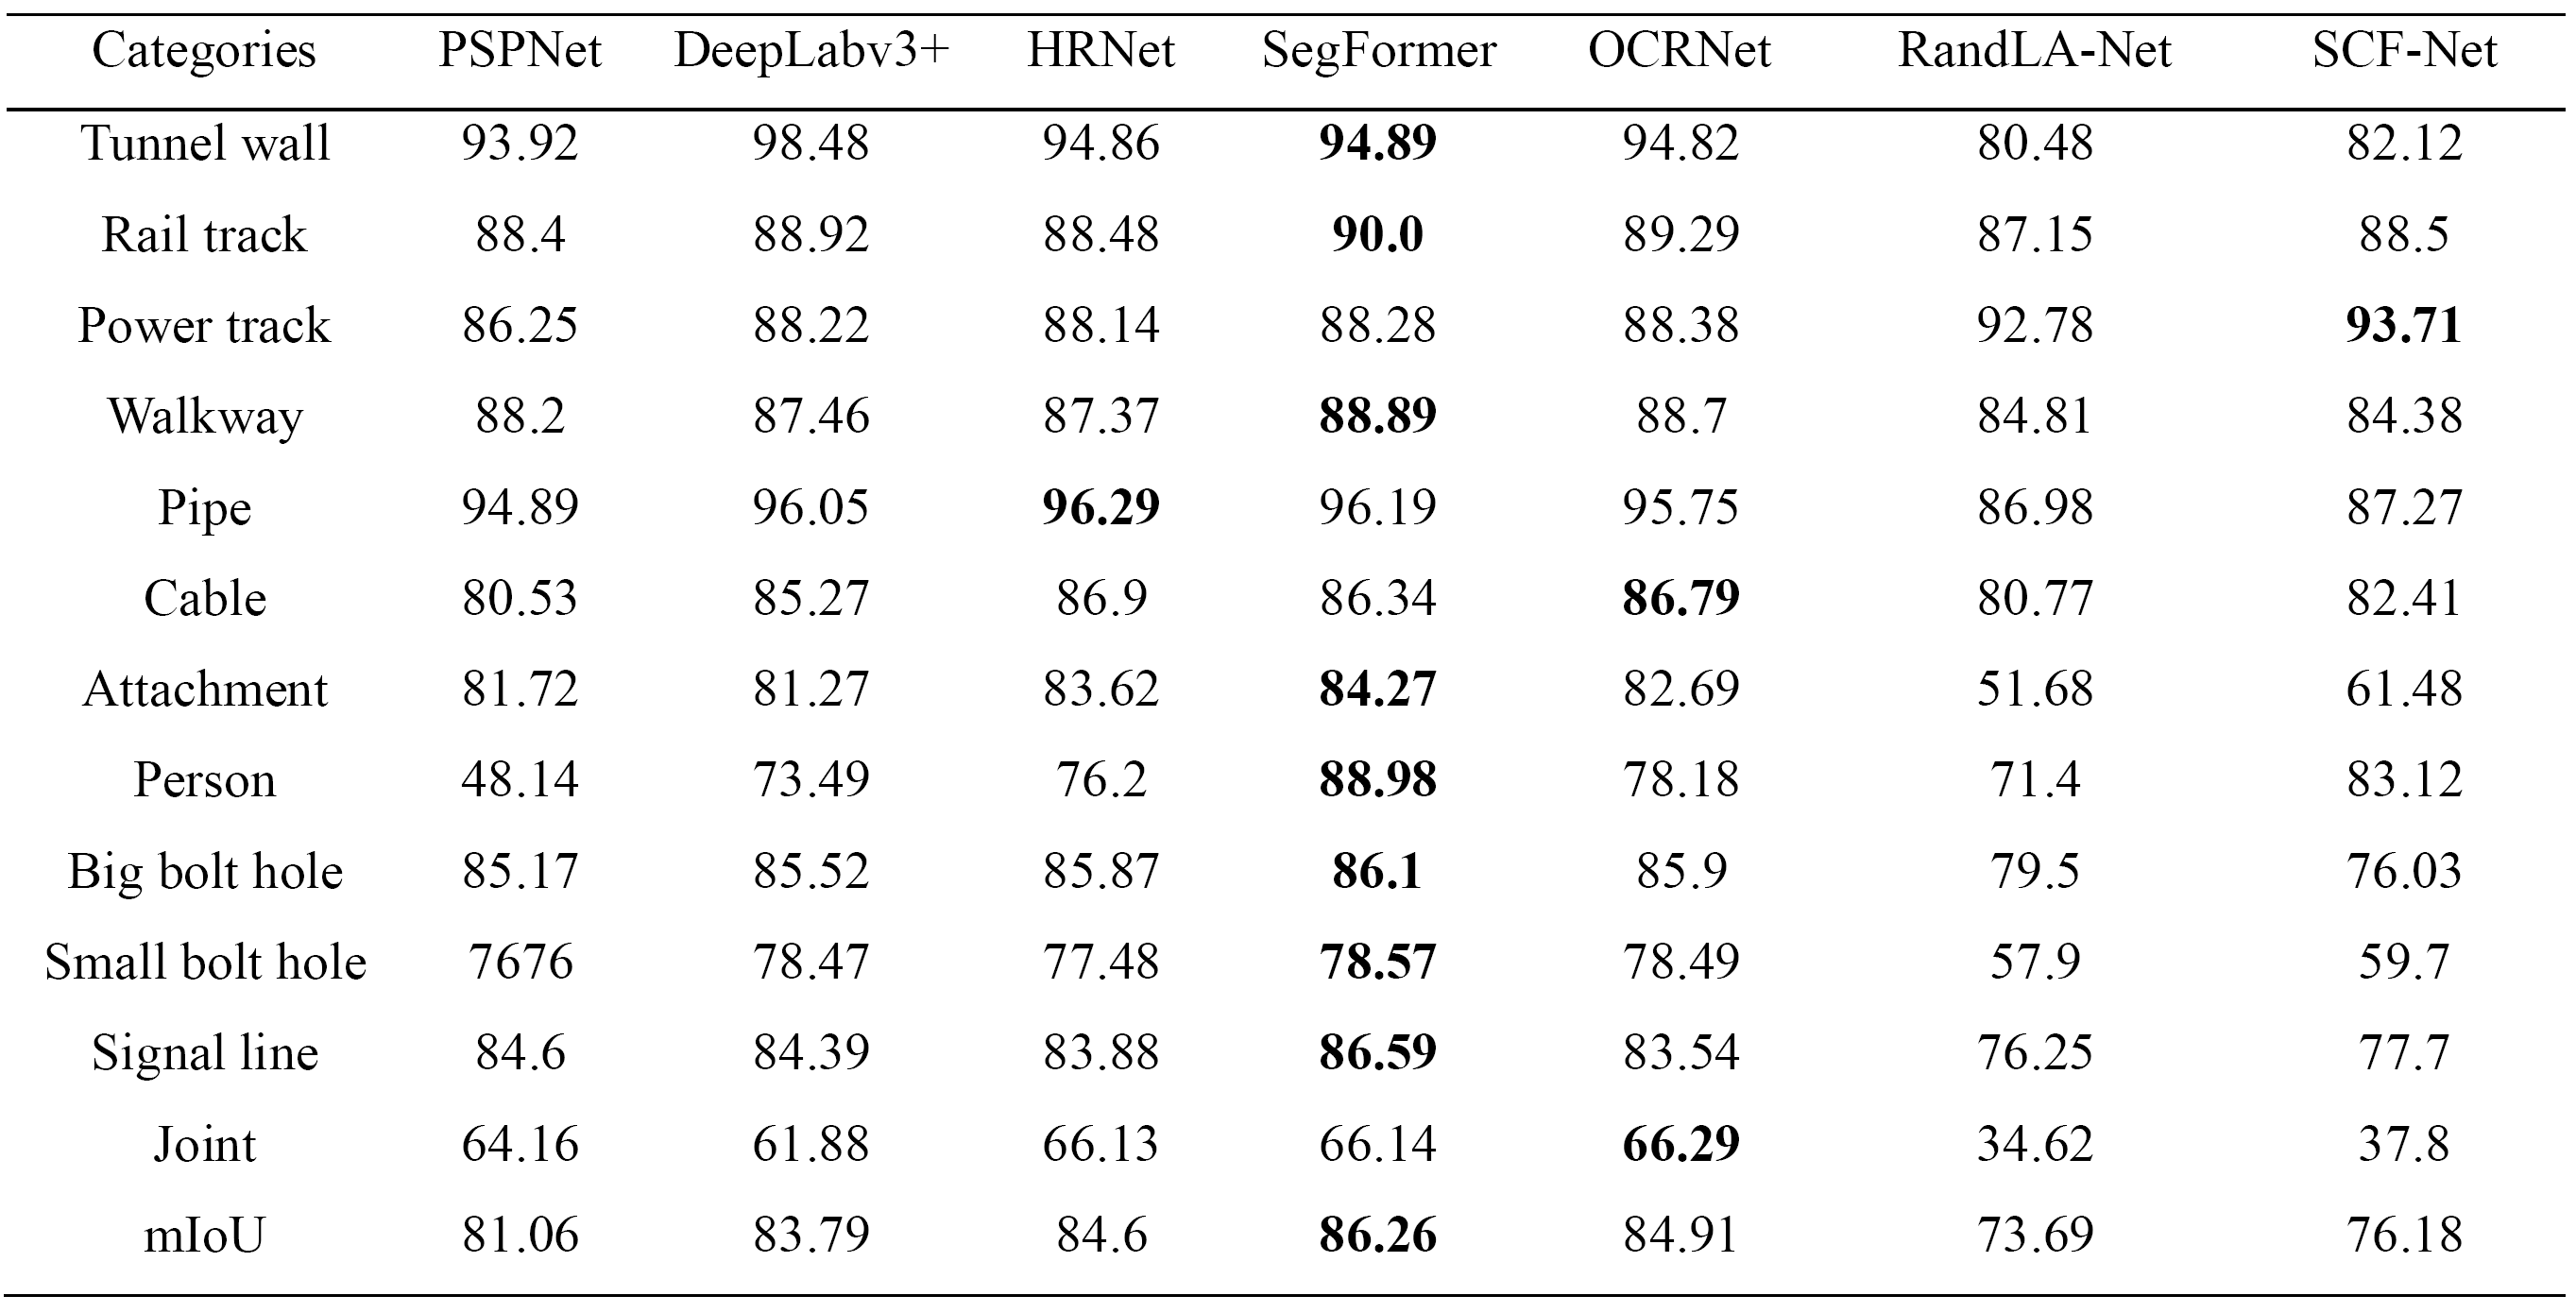 Categories PSPNet DeepLabv3+ HRNet SegFormer OCRNet RandLA-Net SCF-Net
Tunnel wall 93.92 98.48 94.86 94.89 94.82 80.48 82.12
Rail track 88.4 88.92 88.48 90.0 89.29 87.15 88.5
Power track 86.25 88.22 88.14 88.28 88.38 92.78 93.71
Walkway 88.2 87.46 87.37 88.89 88.7 84.81 84.38
Pipe 94.89 96.05 96.29 96.19 95.75 86.98 87.27
Cable 80.53 85.27 86.9 86.34 86.79 80.77 82.41
Attachment 81.72 81.27 83.62 84.27 82.69 51.68 61.48
Person 48.14 73.49 76.2 88.98 78.18 71.4 83.12
Big bolt hole 85.17 85.52 85.87 86.1 85.9 79.5 76.03
Small bolt hole 7676 78.47 77.48 78.57 78.49 57.9 59.7
Signal line 84.6 84.39 83.88 86.59 83.54 76.25 77.7
Joint 64.16 61.88 66.13 66.14 66.29 34.62 37.8
mIoU 81.06 83.79 84.6 86.26 84.91 73.69 76.18